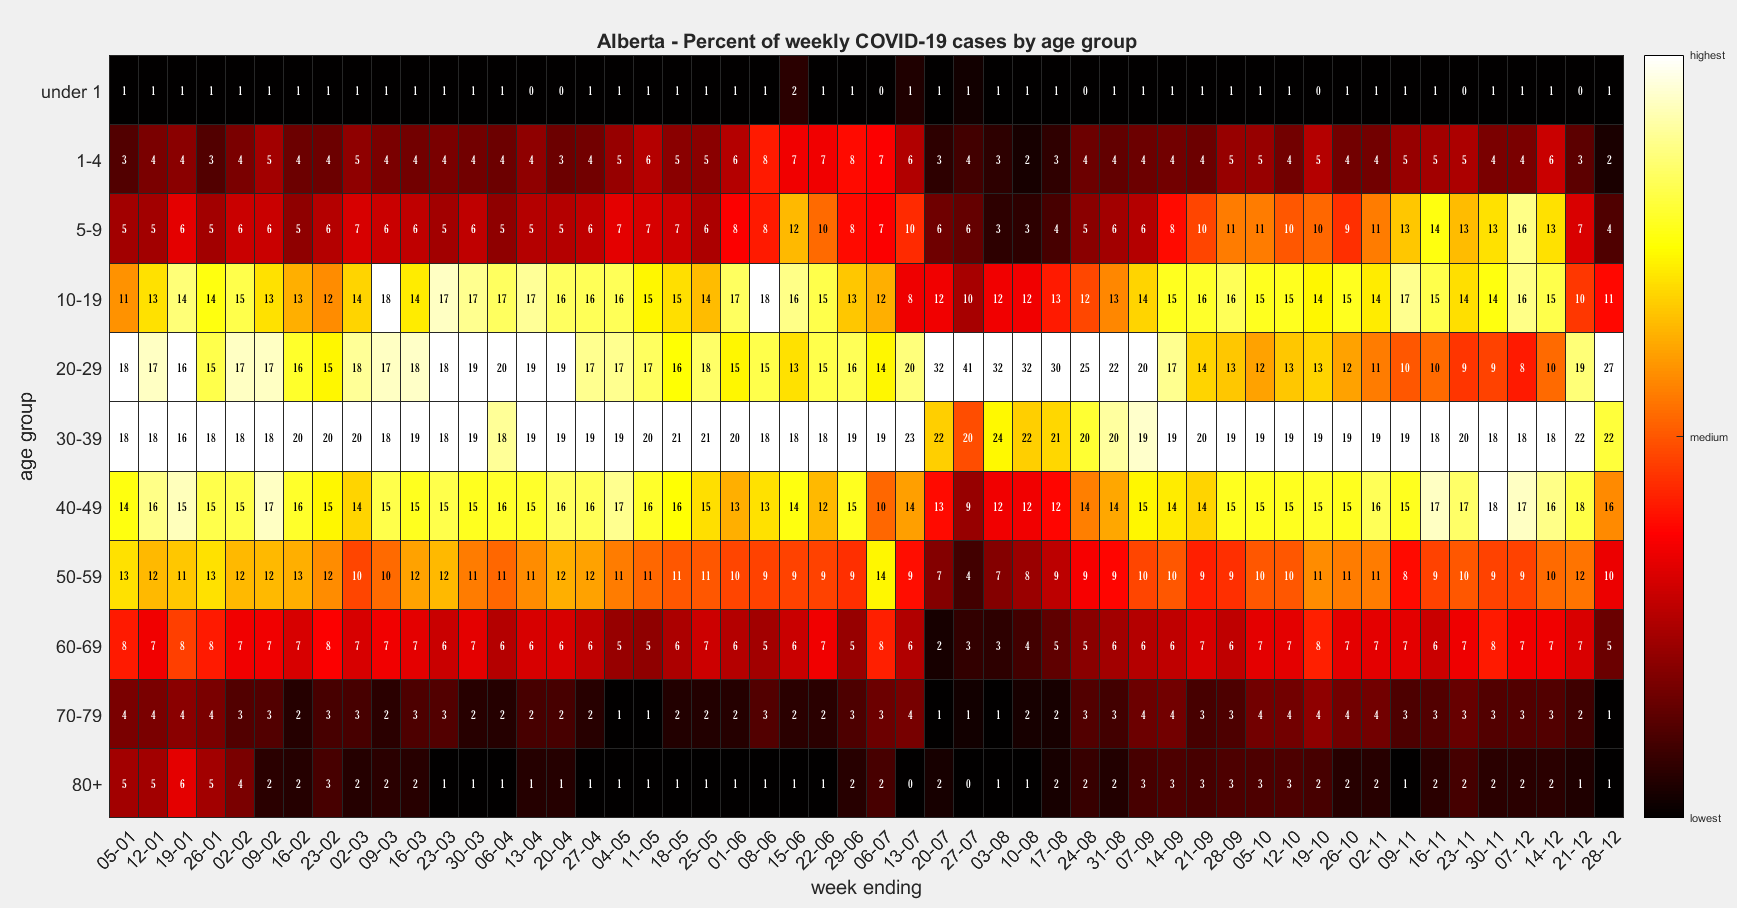 Alberta - Percent of weekly COVID-19 cases by age group
highest
under 1 1 1 1 1 1 1 1 1 1 1 1 1 1 1 0 0 1 1 1 1 1 1 1 2 1 1 0 1 1 1 1 1 1 0 1 1 1 1 1 1 1 0 1 1 1 1 0 1 1 1 0 1
1-4 3 4 4 3 4 5 4 4 5 4 4 4 4 4 4 3 4 5 6 5 5 6 8 7 7 8 7 6 3 4 3 2 3 4 4 4 4 4 5 5 4 5 4 4 5 5 5 4 4 6 3 2
5-9 5 5 6 5 6 6 5 6 7 6 6 5 6 5 5 5 6 7 7 7 6 8 8 12 10 8 7 10 6 6 3 3 4 5 6 6 8 10 11 11 10 10 9 11 13 14 13 13 16 13 7 4
10-19 11 13 14 14 15 13 13 12 14 18 14 17 17 17 17 16 16 16 15 15 14 17 18 16 15 13 12 8 12 10 12 12 13 12 13 14 15 16 16 15 15 14 15 14 17 15 14 14 16 15 10 11
20-29 18 17 16 15 17 17 16 15 18 17 18 18 19 20 19 19 17 17 17 16 18 15 15 13 15 16 14 20 32 41 32 32 30 25 22 20 17 14 13 12 13 13 12 11 10 10 9 9 8 10 19 27
30-39 18 18 16 18 18 18 20 20 20 18 19 18 19 18 19 19 19 19 20 21 21 20 18 18 18 19 19 23 22 20 24 22 21 20 20 19 19 20 19 19 19 19 19 19 19 18 20 18 18 18 22 22
medium
40-49 14 16 15 15 15 17 16 15 14 15 15 15 15 16 15 16 16 17 16 16 15 13 13 14 12 15 10 14 13 9 12 12 12 14 14 15 14 14 15 15 15 15 15 16 15 17 17 18 17 16 18 16
50-59 13 12 11 13 12 12 13 12 10 10 12 12 11 11 11 12 12 11 11 11 11 10 9 9 9 9 14 9 7 4 7 8 9 9 9 10 10 9 9 10 10 11 11 11 8 9 10 9 9 10 12 10
60-69 8 7 8 8 7 7 7 8 7 7 7 6 7 6 6 6 6 5 5 6 7 6 5 6 7 5 8 6 2 3 3 4 5 5 6 6 6 7 6 7 7 8 7 7 7 6 7 8 7 7 7 5
70-79 4 4 4 4 3 3 2 3 3 2 3 3 2 2 2 2 2 1 1 2 2 2 3 2 2 3 3 4 1 1 1 2 2 3 3 4 4 3 3 4 4 4 4 4 3 3 3 3 3 3 2 1
80+ 5 5 6 5 4 2 2 3 2 2 2 1 1 1 1 1 1 1 1 1 1 1 1 1 1 2 2 0 2 0 1 1 2 2 2 3 3 3 3 3 3 2 2 2 1 2 2 2 2 2 1 1
lowest
age group
05-01 12-01 19-01 26-01 02-02 09-02 16-02 23-02 02-03 09-03 16-03 23-03 30-03 06-04 13-04 20-04 27-04 04-05 11-05 18-05 25-05 01-06 08-06 15-06 22-06 29-06 06-07 13-07 20-07 27-07 03-08 10-08 17-08 24-08 31-08 07-09 14-09 21-09 28-09 05-10 12-10 19-10 26-10 02-11 09-11 16-11 23-11 30-11 07-12 14-12 21-12 28-12
week ending